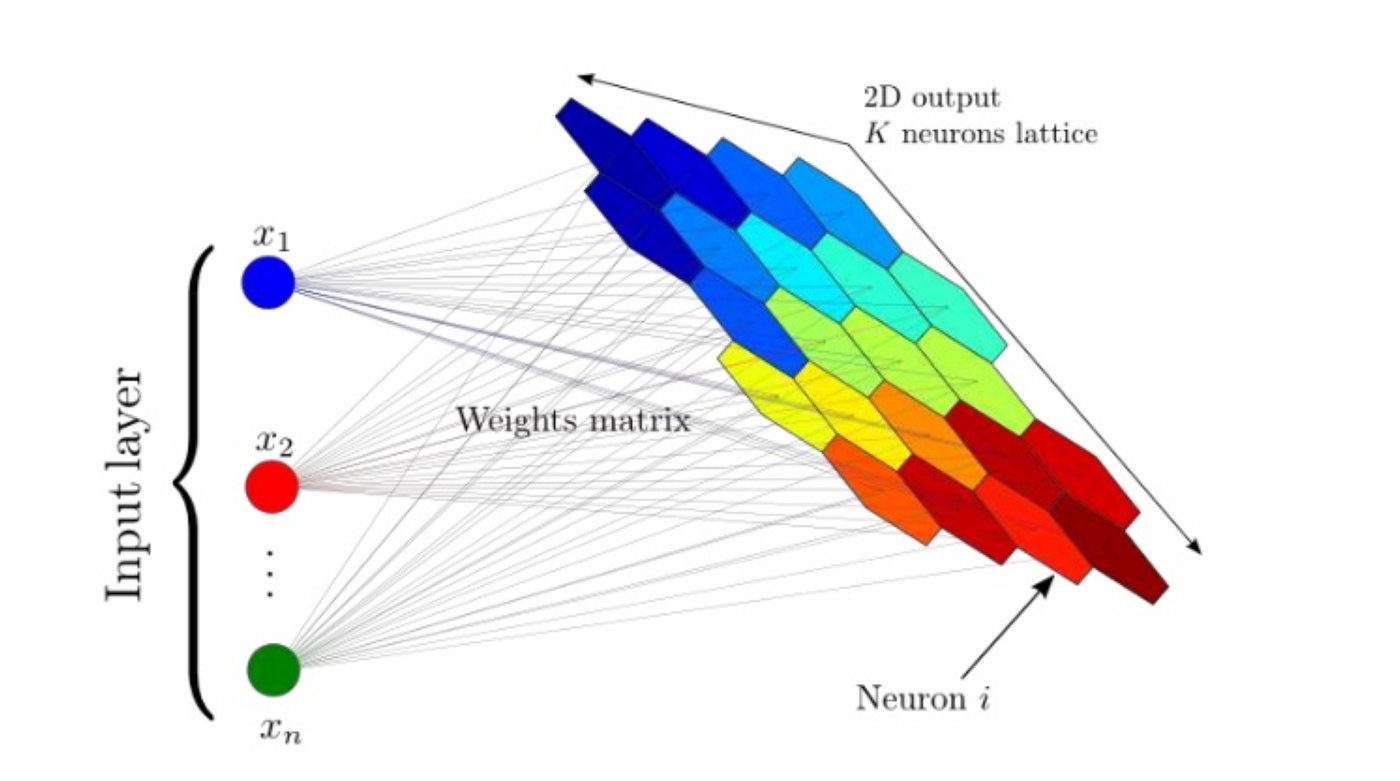 2D output
K neurons lattice
x1
Input layer
Weights matrix
x2
xn
Neuron i